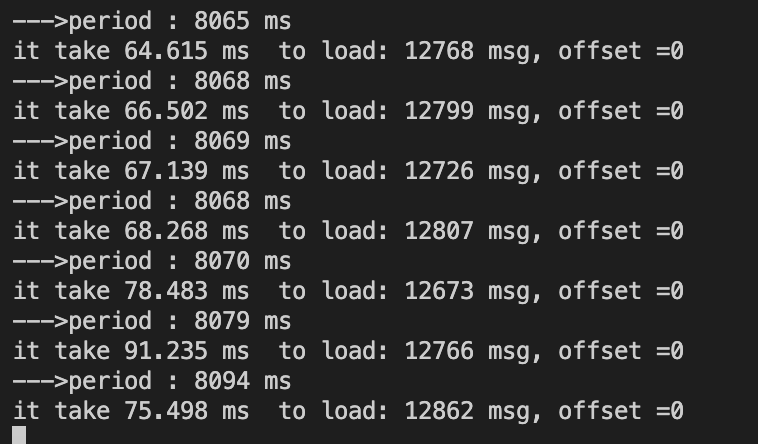 --->period : 8065 ms
it take 64.615 ms  to load: 12768 msg, offset =0
--->period : 8068 ms
it take 66.502 ms  to load: 12799 msg, offset =0
--->period : 8069 ms
it take 67.139 ms  to load: 12726 msg, offset =0
--->period : 8068 ms
it take 68.268 ms  to load: 12807 msg, offset =0
--->period : 8070 ms
it take 78.483 ms  to load: 12673 msg, offset =0
--->period : 8079 ms
it take 91.235 ms  to load: 12766 msg, offset =0
--->period : 8094 ms
it take 75.498 ms  to load: 12862 msg, offset =0